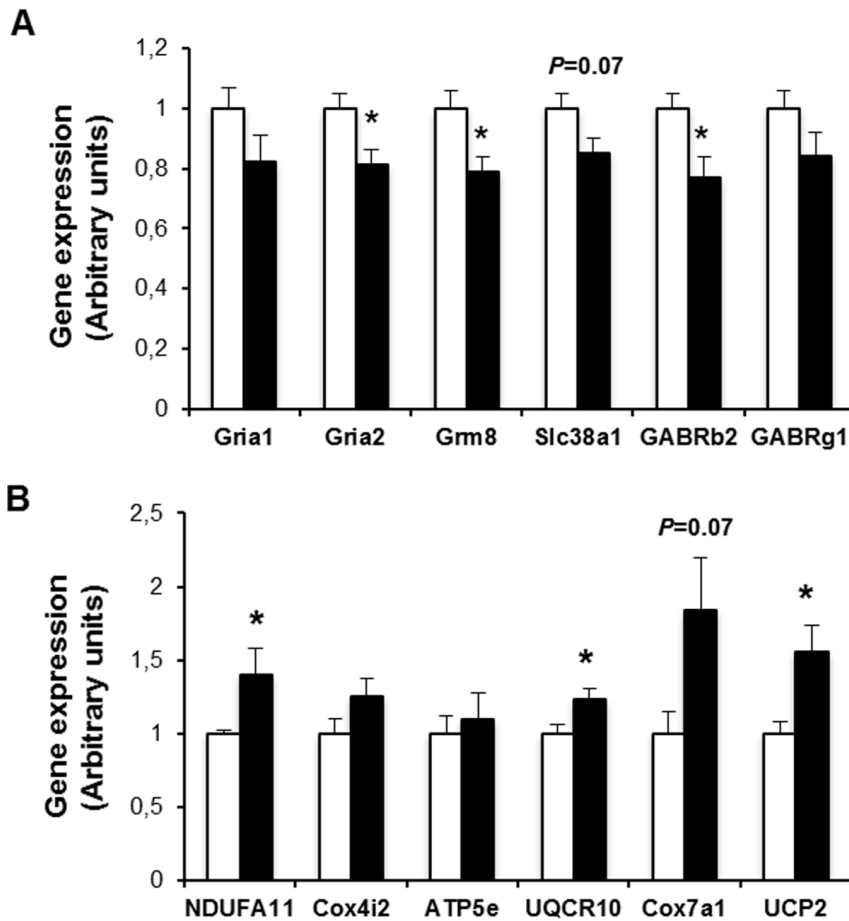 A
Gene expression
(Arbitrary units)
1,2
1
0,8
0,6
0,4
0,2
0
P=0.07
*
*
*
Gria1 Gria2 Grm8 Slc38a1 GABRb2 GABRg1
B
Gene expression
(Arbitrary units)
2,5
2
1,5
1
0,5
0
P=0.07
*
*
*
NDUFA11 Cox4i2 ATP5e UQCR10 Cox7a1 UCP2